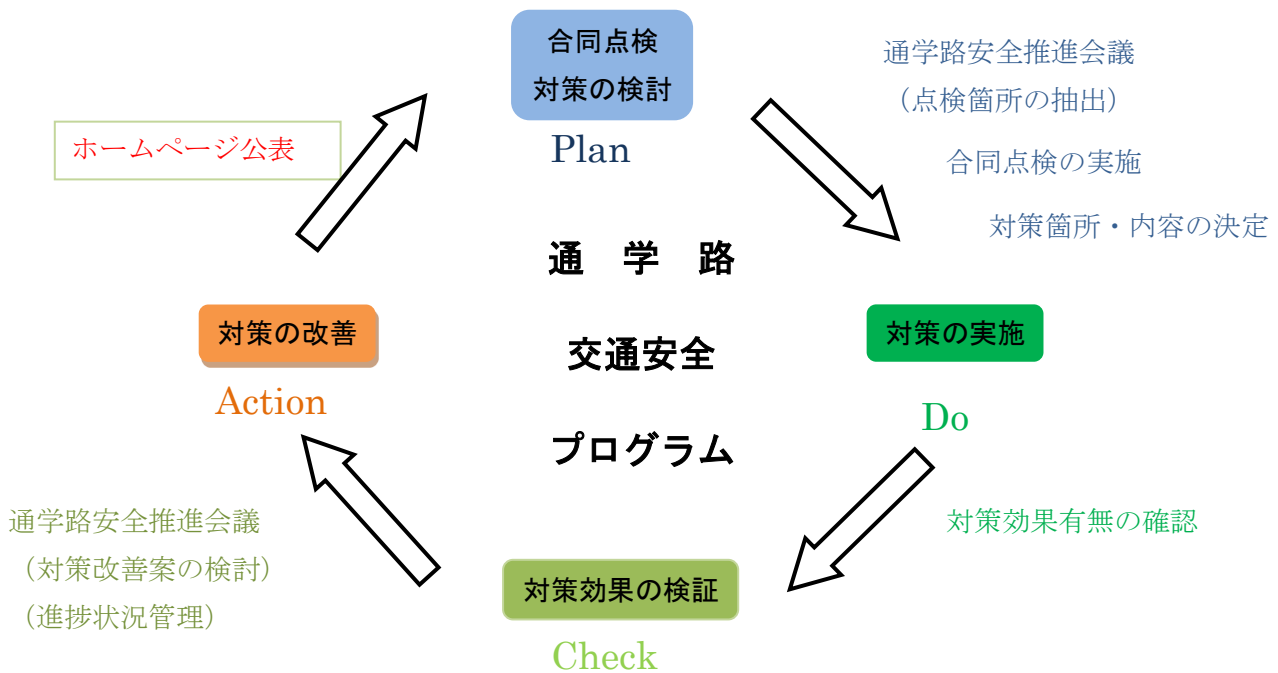 合同点検
対策の検討
Plan
通学路安全推進会議
（点検箇所の抽出）
合同点検の実施
対策箇所・内容の決定
ホームページ公表
通　学　路
交通安全
プログラム
対策の改善
Action
対策の実施
Do
対策効果有無の確認
通学路安全推進会議
（対策改善案の検討）
（進捗状況管理）
対策効果の検証
Check